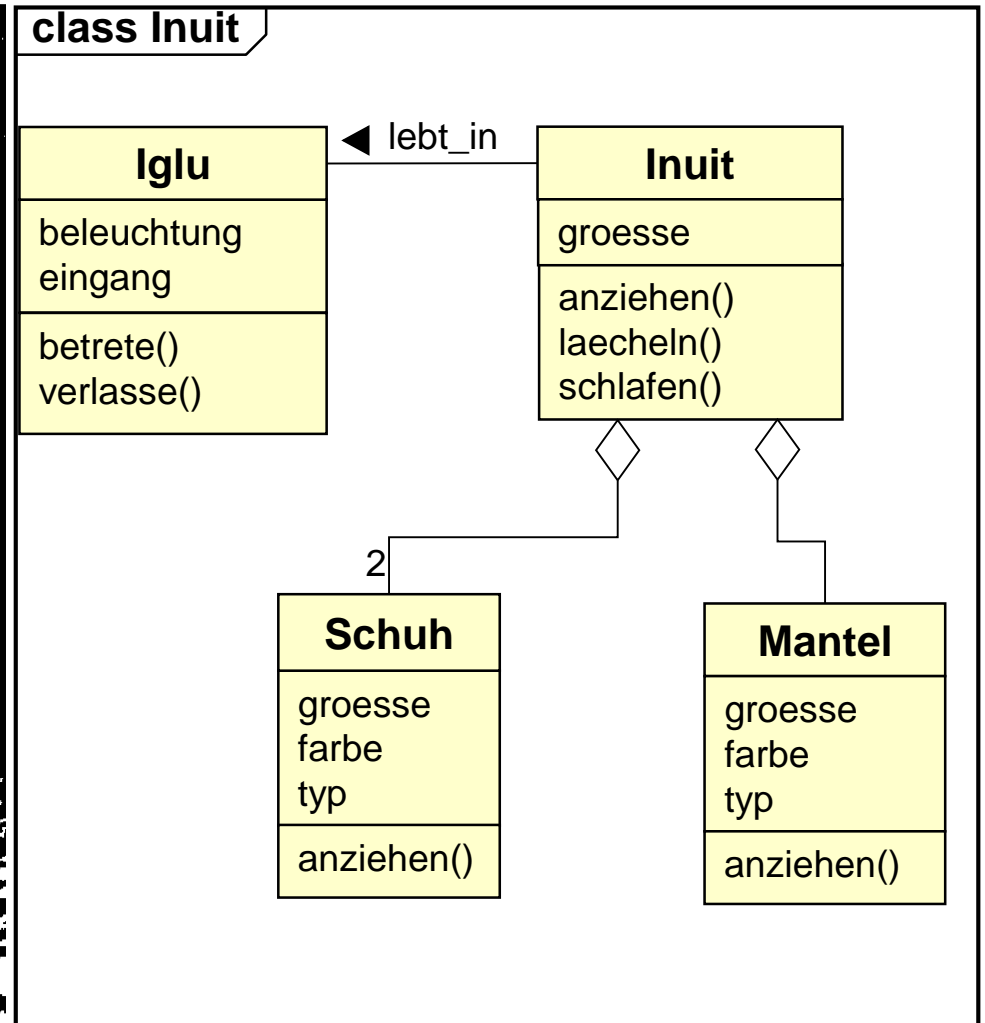 class Inuit
lebt_in
Iglu
beleuchtung
eingang
betrete()
verlasse()
Inuit
groesse
anziehen()
laecheln()
schlafen()
2
Schuh
groesse
farbe
typ
anziehen()
Mantel
groesse
farbe
typ
anziehen()